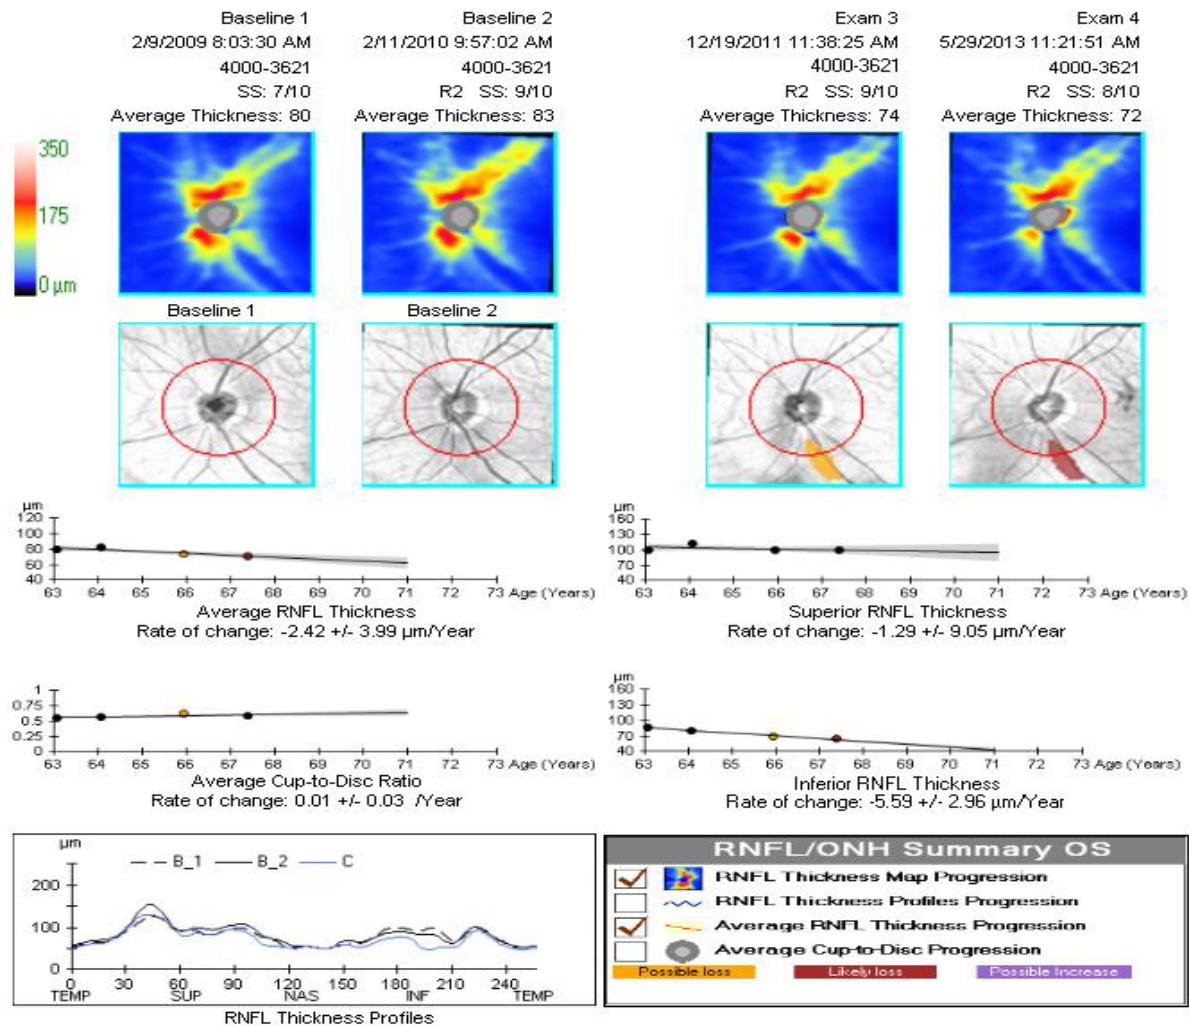 Baseline 1
2/9/2009 8:03:30 AM
4000-3621
SS: 7/10
Average Thickness: 80
Baseline 2
2/11/2010 9:57:02 AM
4000-3621
R2 SS: 9/10
Average Thickness: 83
Exam 3
12/19/2011 11:38:25 AM
4000-3621
R2 SS: 9/10
Average Thickness: 74
Exam 4
5/29/2013 11:21:51 AM
4000-3621
R2 SS: 8/10
Average Thickness: 72
350
175
0 µm
Baseline 1
Baseline 2
µm
120
100
80
60
40
63 64 65 66 67 68 69 70 71 72 73 Age (Years)
Average RNFL Thickness
Rate of change: -2.42 +/- 3.99 µm/Year
µm
160
130
100
70
40
63 64 65 66 67 68 69 70 71 72 73 Age (Years)
Superior RNFL Thickness
Rate of change: -1.29 +/- 9.05 µm/Year
1
0.75
0.5
0.25
0
63 64 65 66 67 68 69 70 71 72 73 Age (Years)
Average Cup-to-Disc Ratio
Rate of change: 0.01 +/- 0.03 /Year
µm
160
130
100
70
40
63 64 65 66 67 68 69 70 71 72 73 Age (Years)
Inferior RNFL Thickness
Rate of change: -5.59 +/- 2.96 µm/Year
µm
B_1 B_2 C
200
100
0
0 30 60 90 120 150 180 210 240
TEMP SUP NAS INF TEMP
RNFL Thickness Profiles
RNFL/ONH Summary OS
RNFL Thickness Map Progression
RNFL Thickness Profiles Progression
Average RNFL Thickness Progression
Average Cup-to-Disc Progression
Possible loss Likely loss Possible Increase